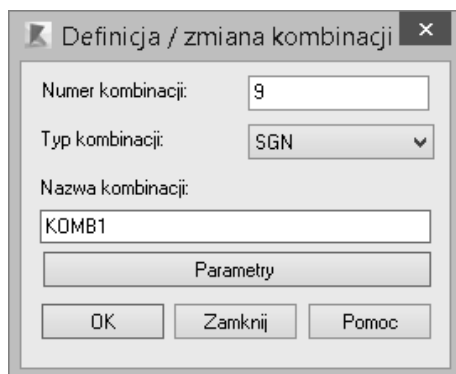 Definicja / zmiana kombinacji
Numer kombinacji: 9
Typ kombinacji: SGN
Nazwa kombinacji:
KOMB1
Parametry
OK Zamknij Pomoc